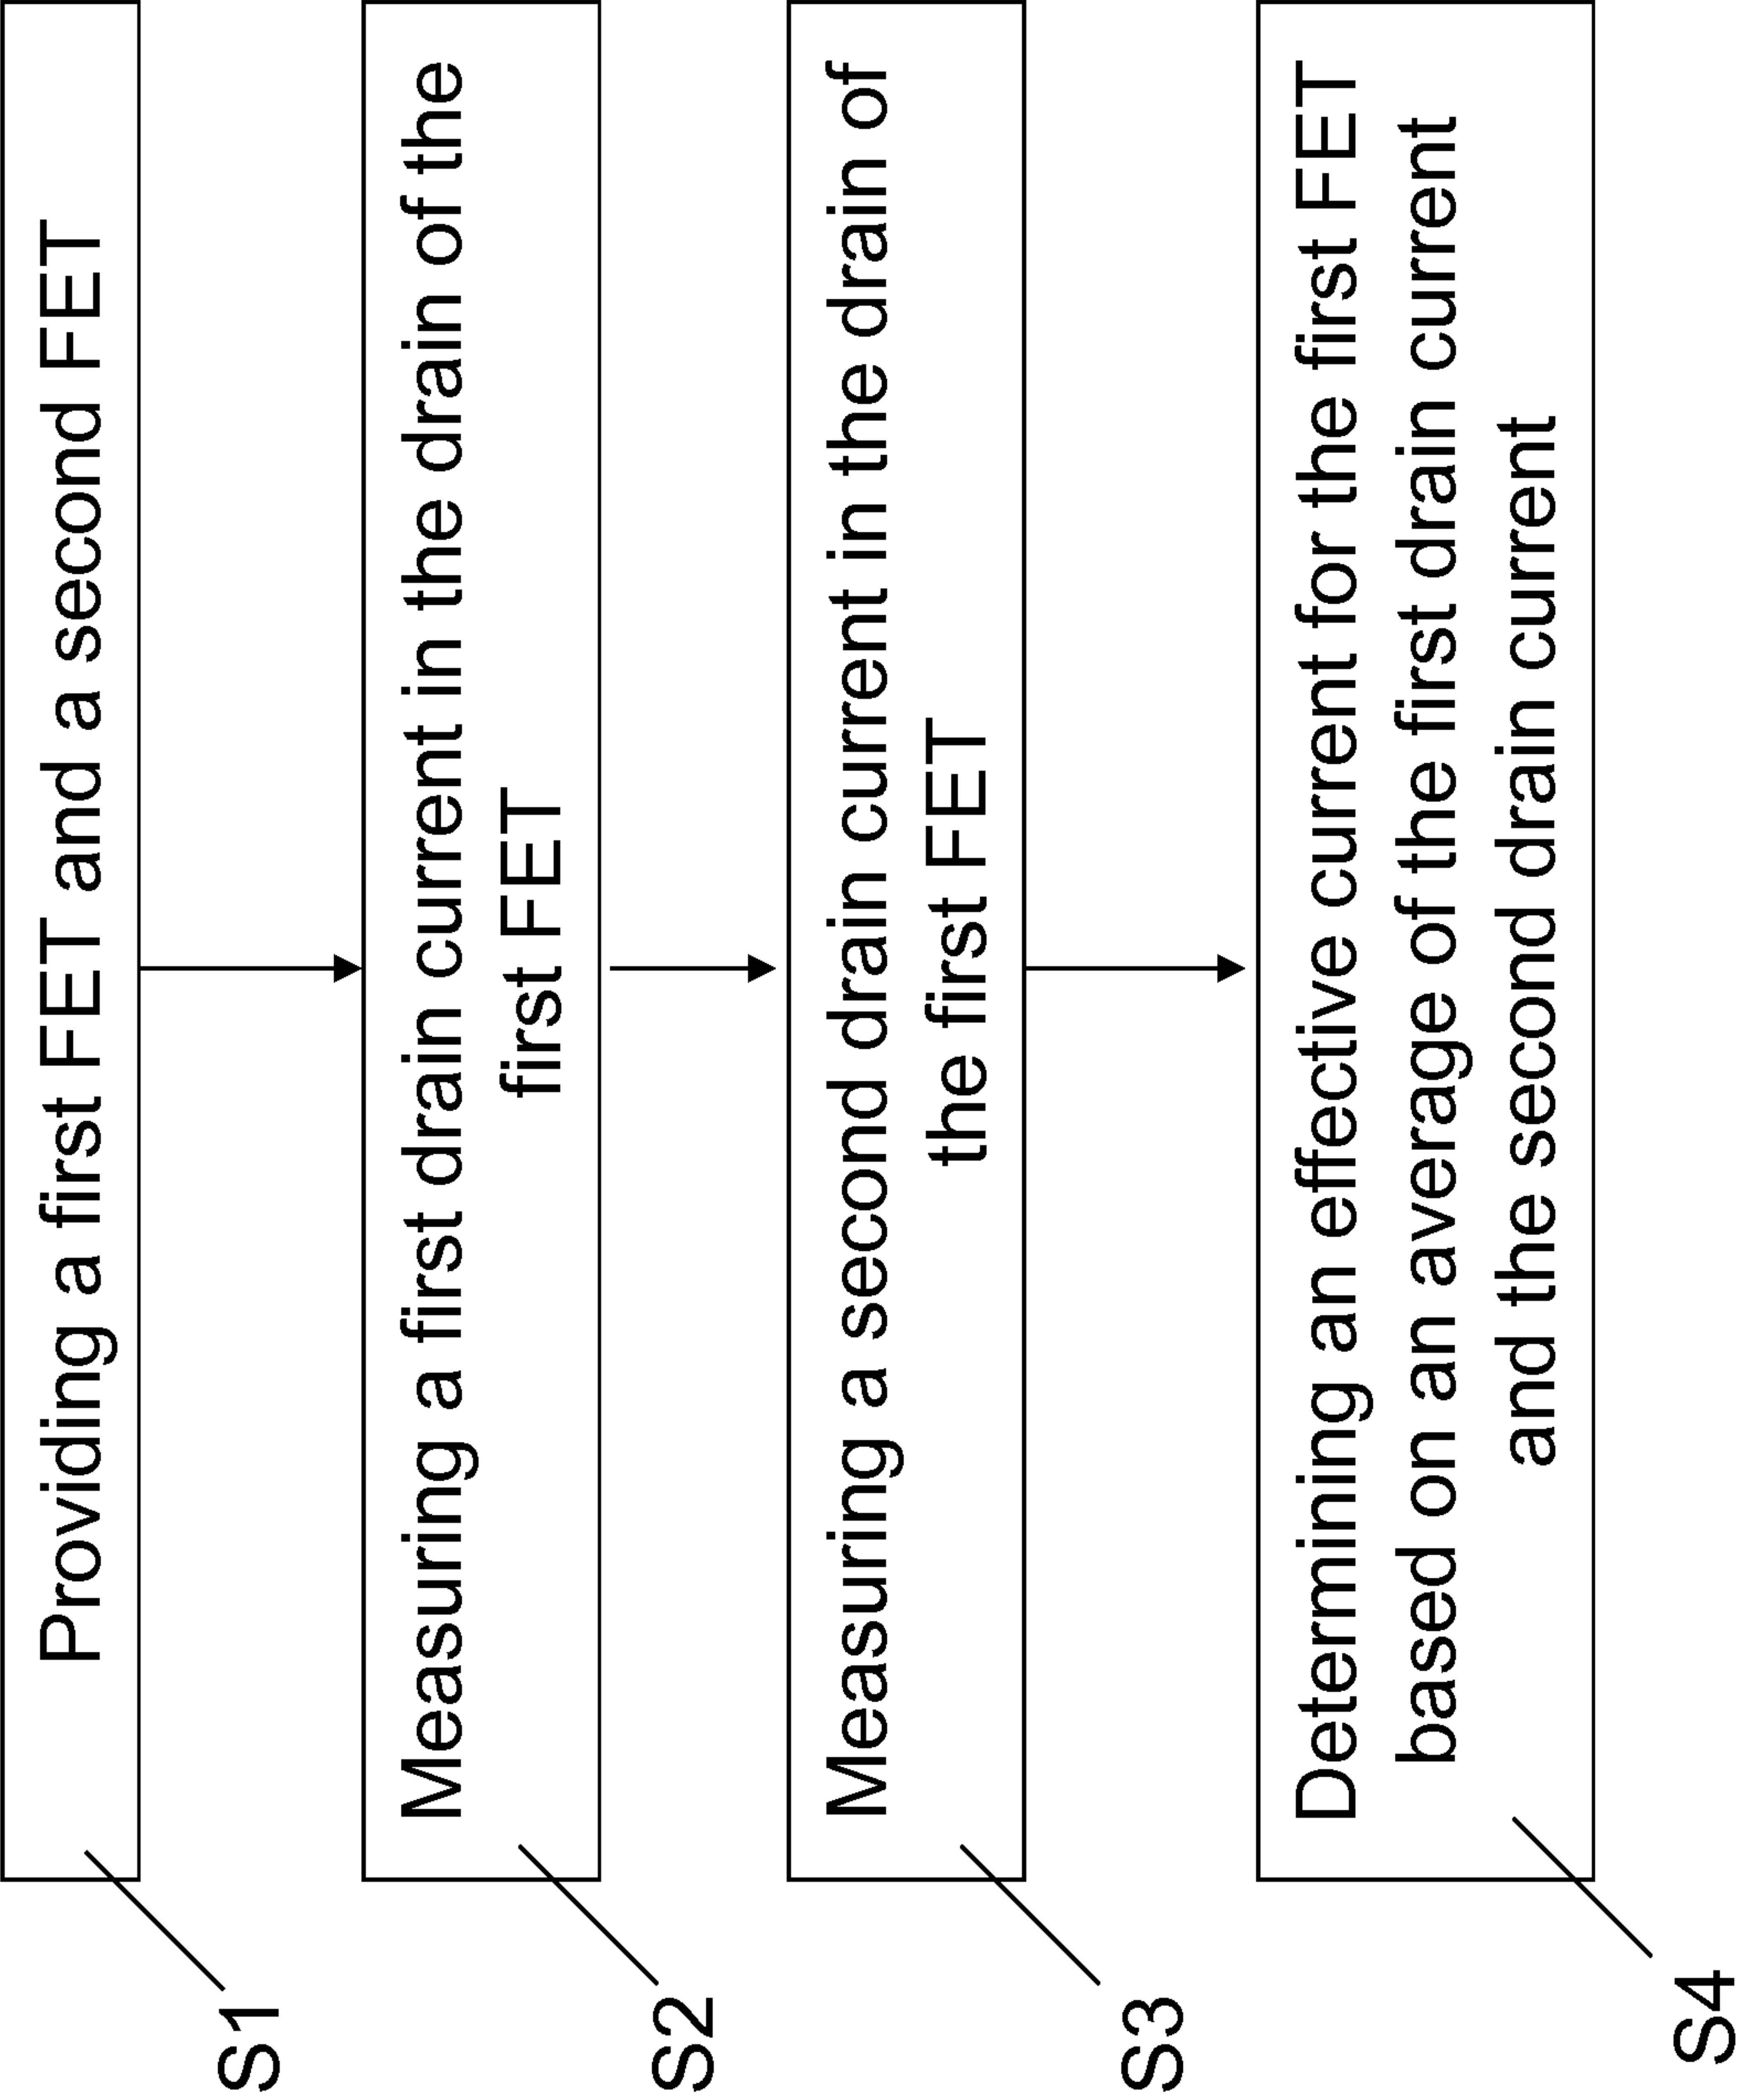 Providing a first FET and a second FET
S1
Measuring a first drain current in the drain of the
first FET
S2
Measuring a second drain current in the drain of
the first FET
S3
Determining an effective current for the first FET
based on an average of the first drain current
and the second drain current
S4